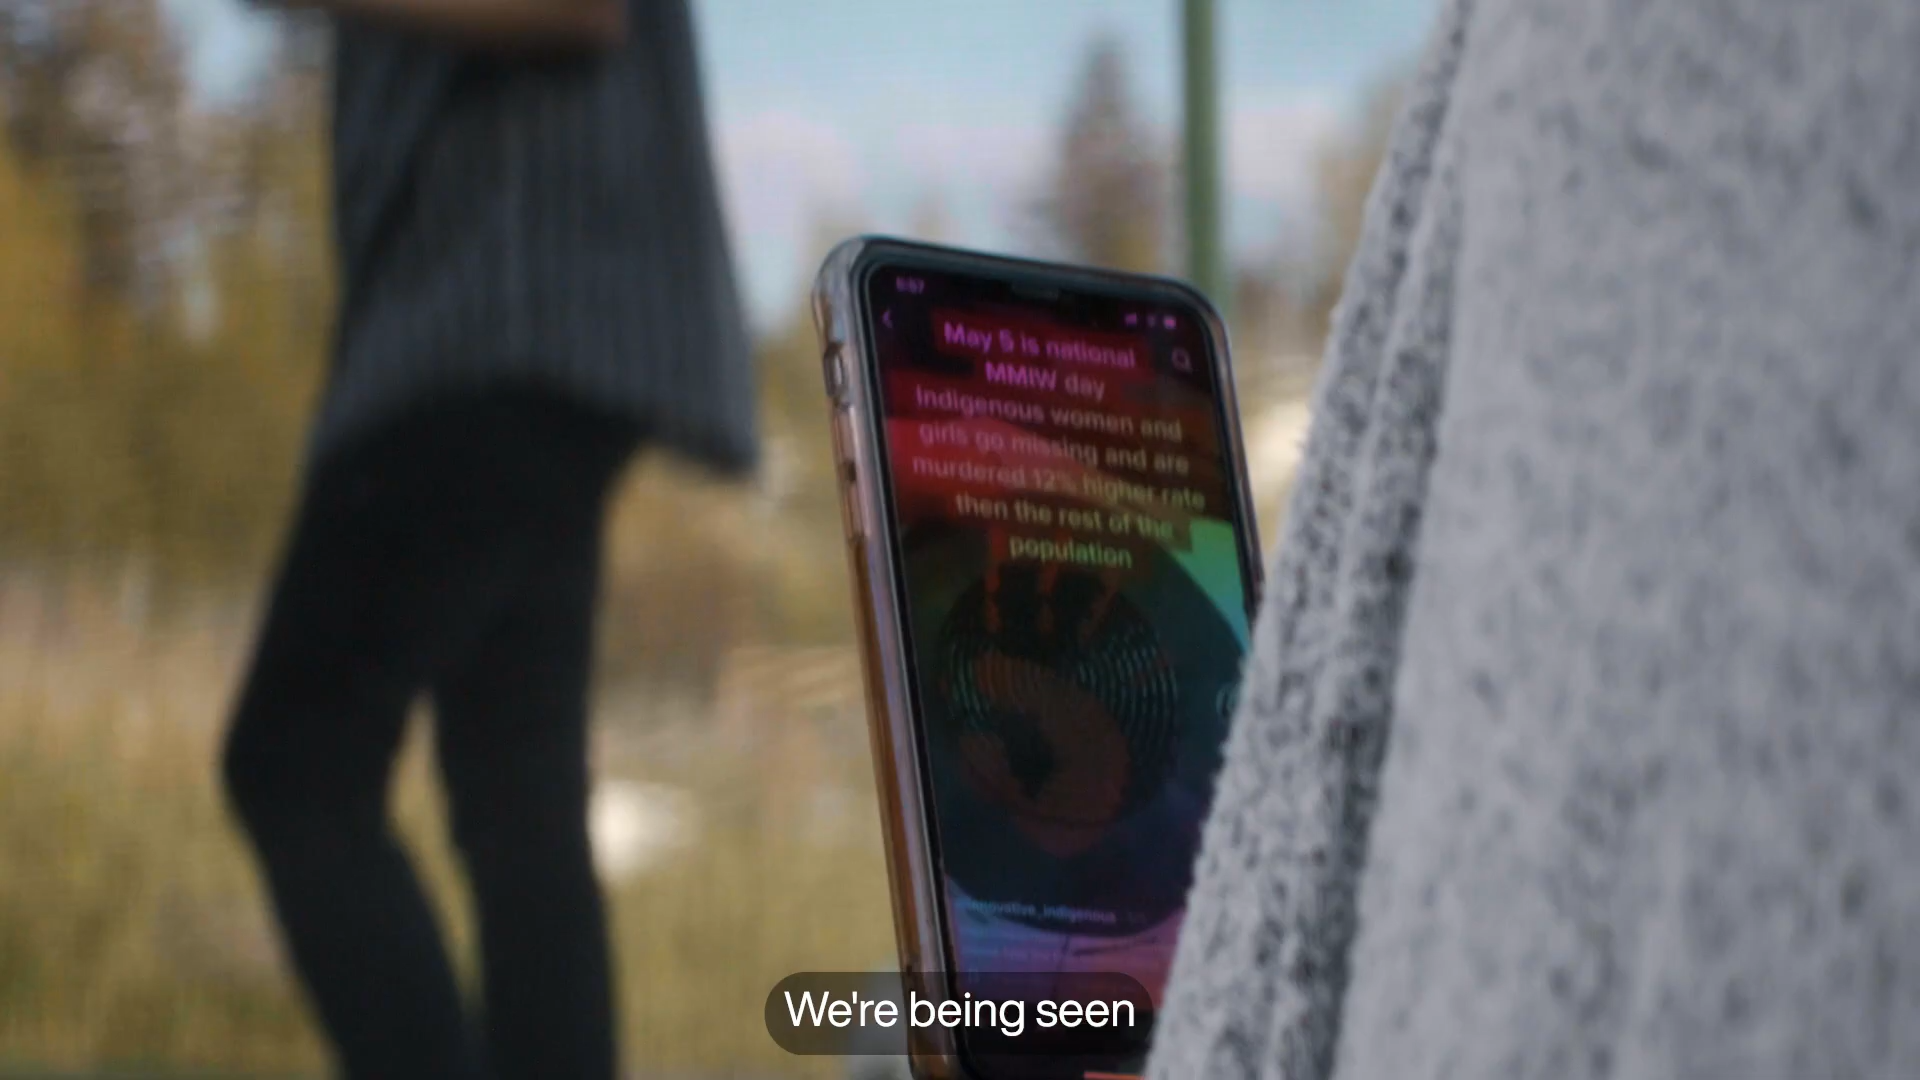 May 5 is national
MMIW day
Indigenous women and
girls go missing and are
murdered 12% higher rate
then the rest of the
population
innovative_indigenous
We're being seen